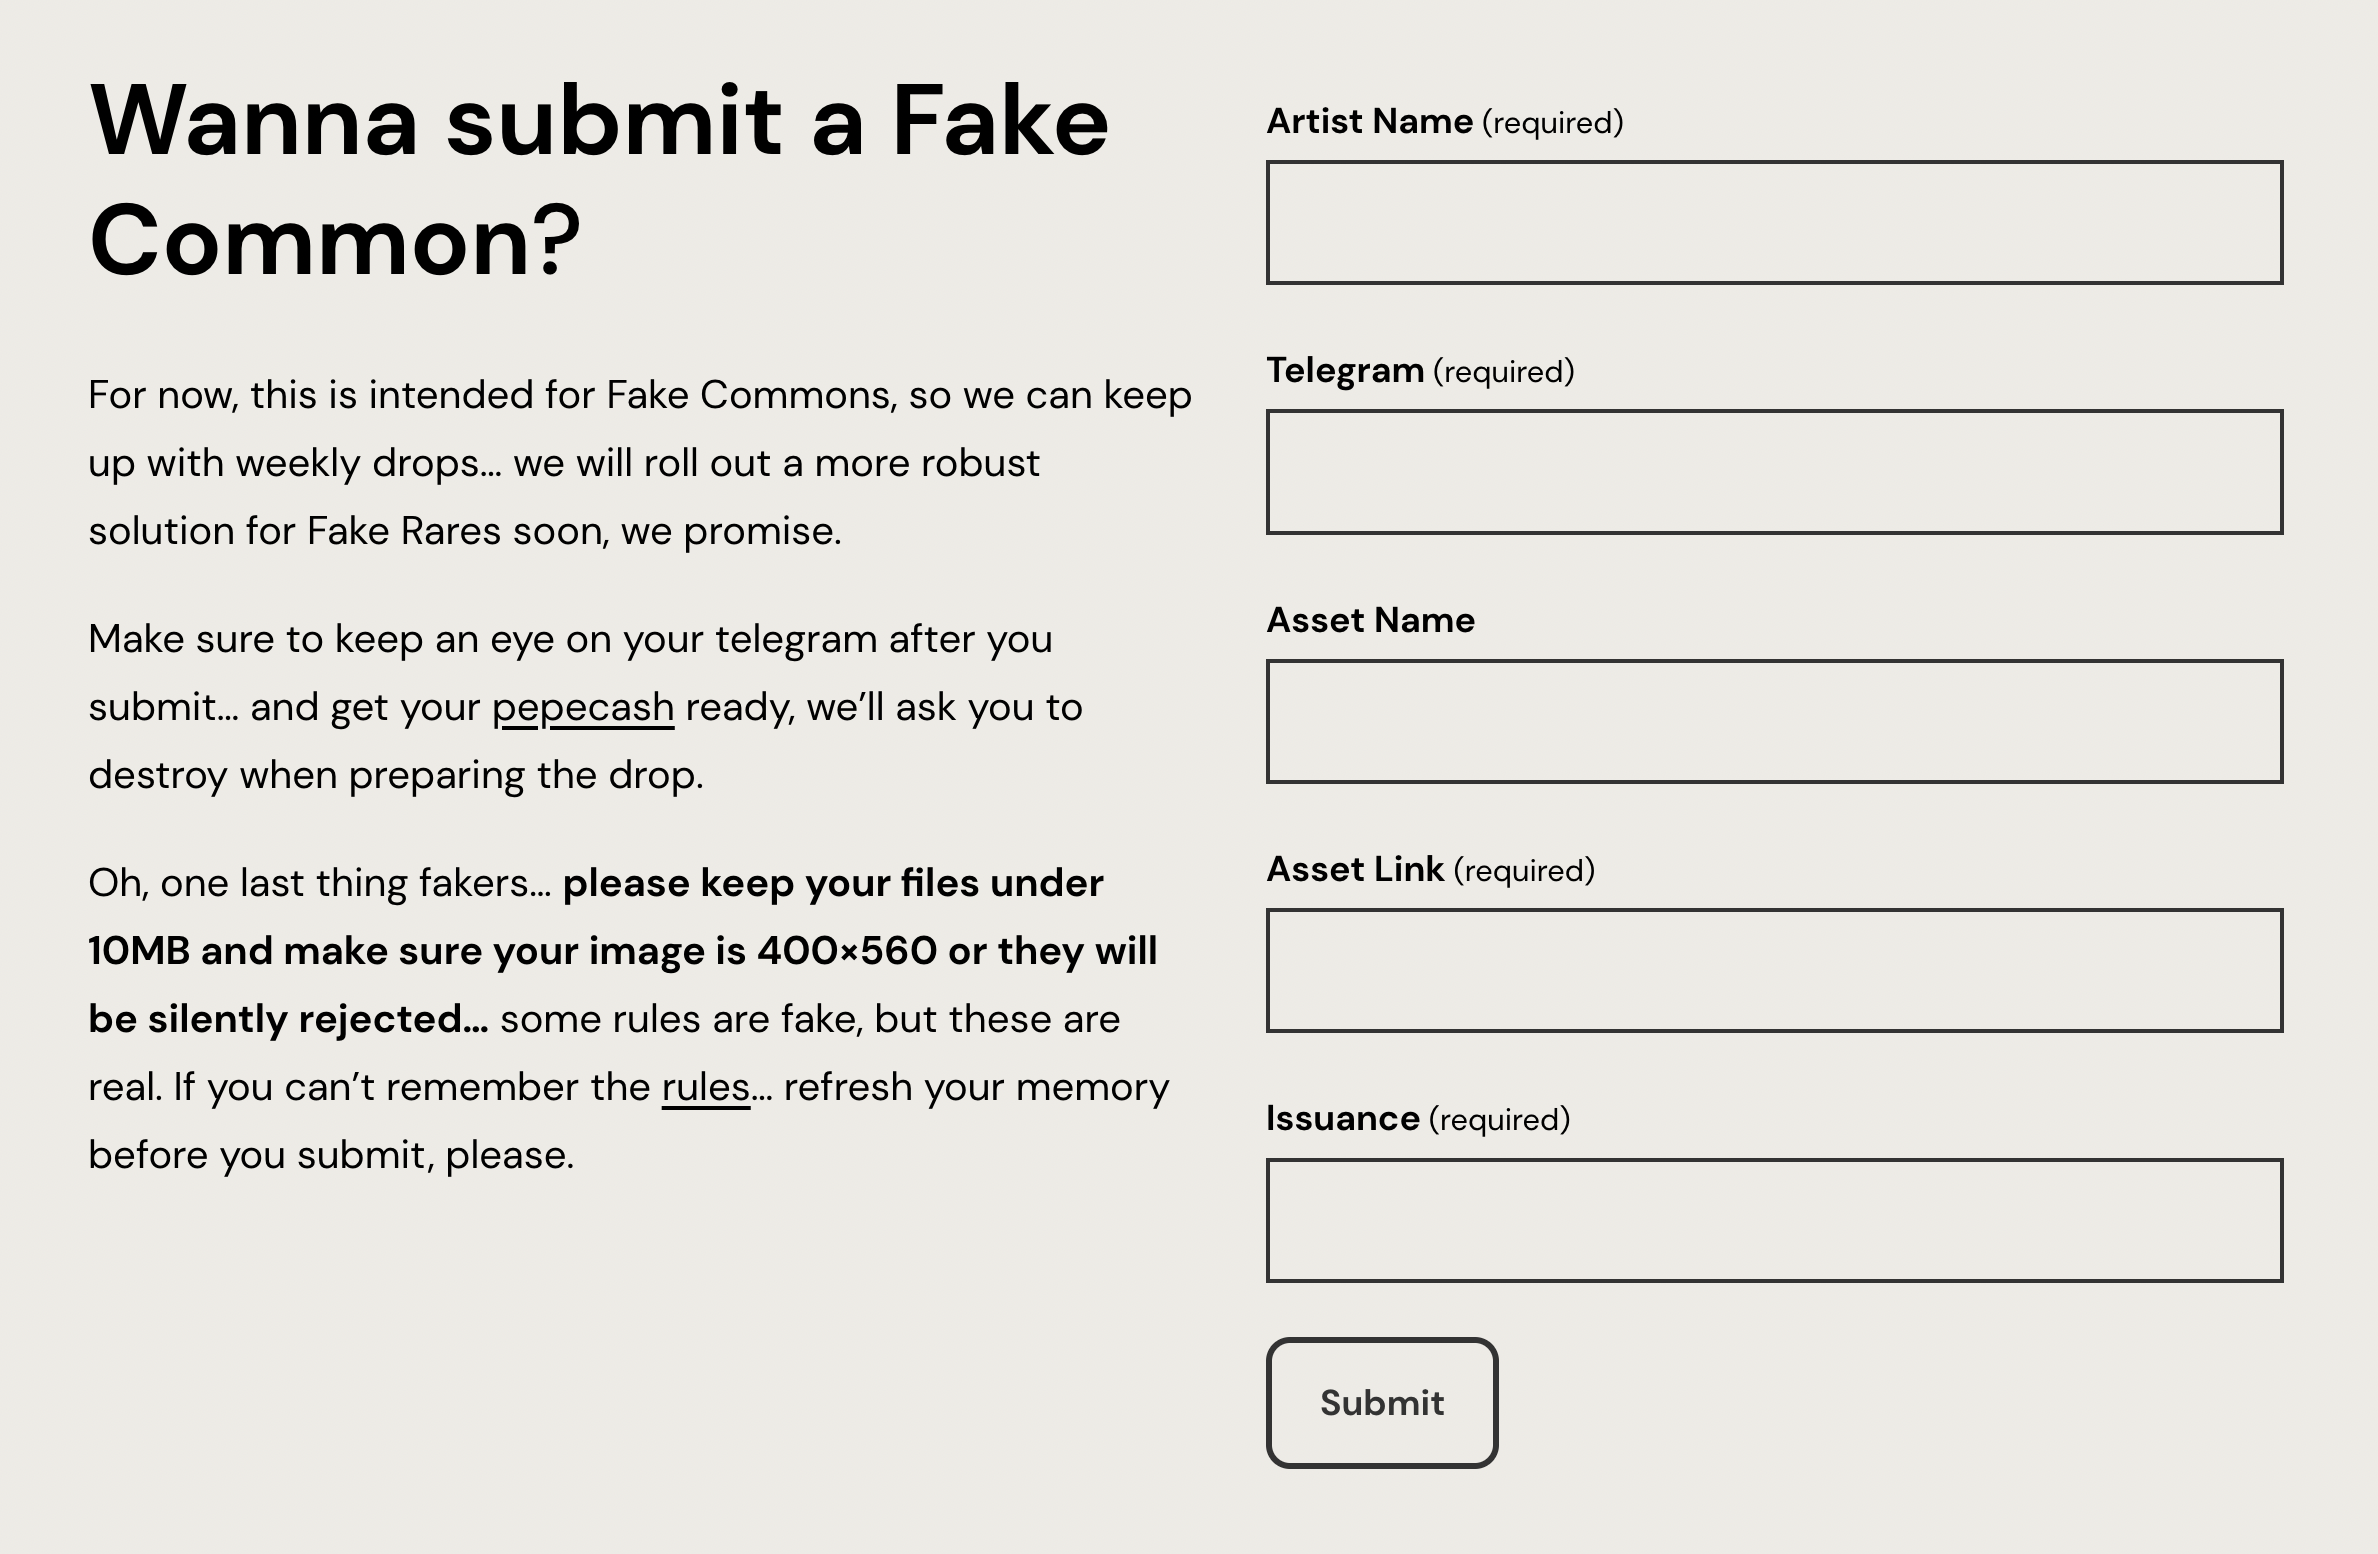 Wanna submit a Fake
Common?
For now, this is intended for Fake Commons, so we can keep
up with weekly drops… we will roll out a more robust
solution for Fake Rares soon, we promise.
Make sure to keep an eye on your telegram after you
submit… and get your pepecash ready, we’ll ask you to
destroy when preparing the drop.
Oh, one last thing fakers… please keep your files under
10MB and make sure your image is 400×560 or they will
be silently rejected… some rules are fake, but these are
real. If you can’t remember the rules… refresh your memory
before you submit, please.
Artist Name (required)
Telegram (required)
Asset Name
Asset Link (required)
Issuance (required)
Submit